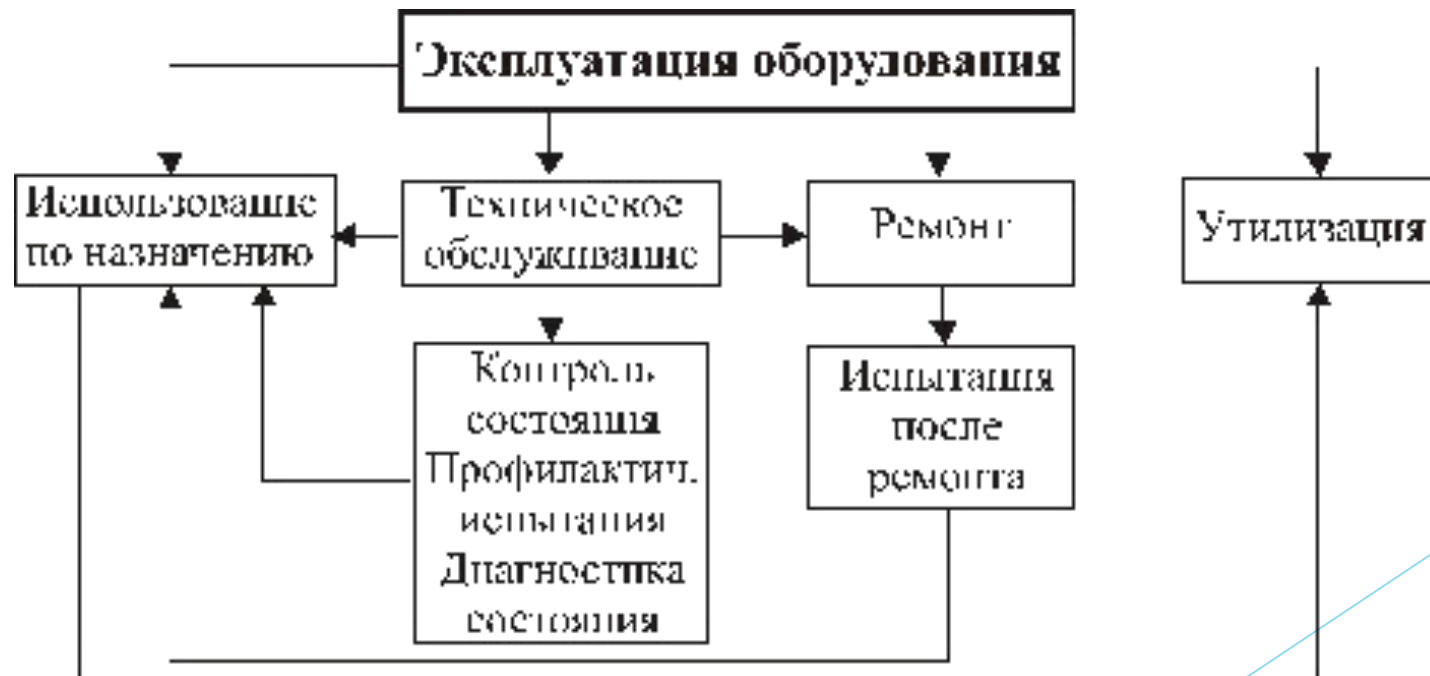 Эксплуатация оборудования
Использование
по назначению
Техническое
обслуживание
Ремонт
Утилизация
Контроль
состояния
Профилактич.
испытания
Диагностика
состояния
Испытания
после
ремонта